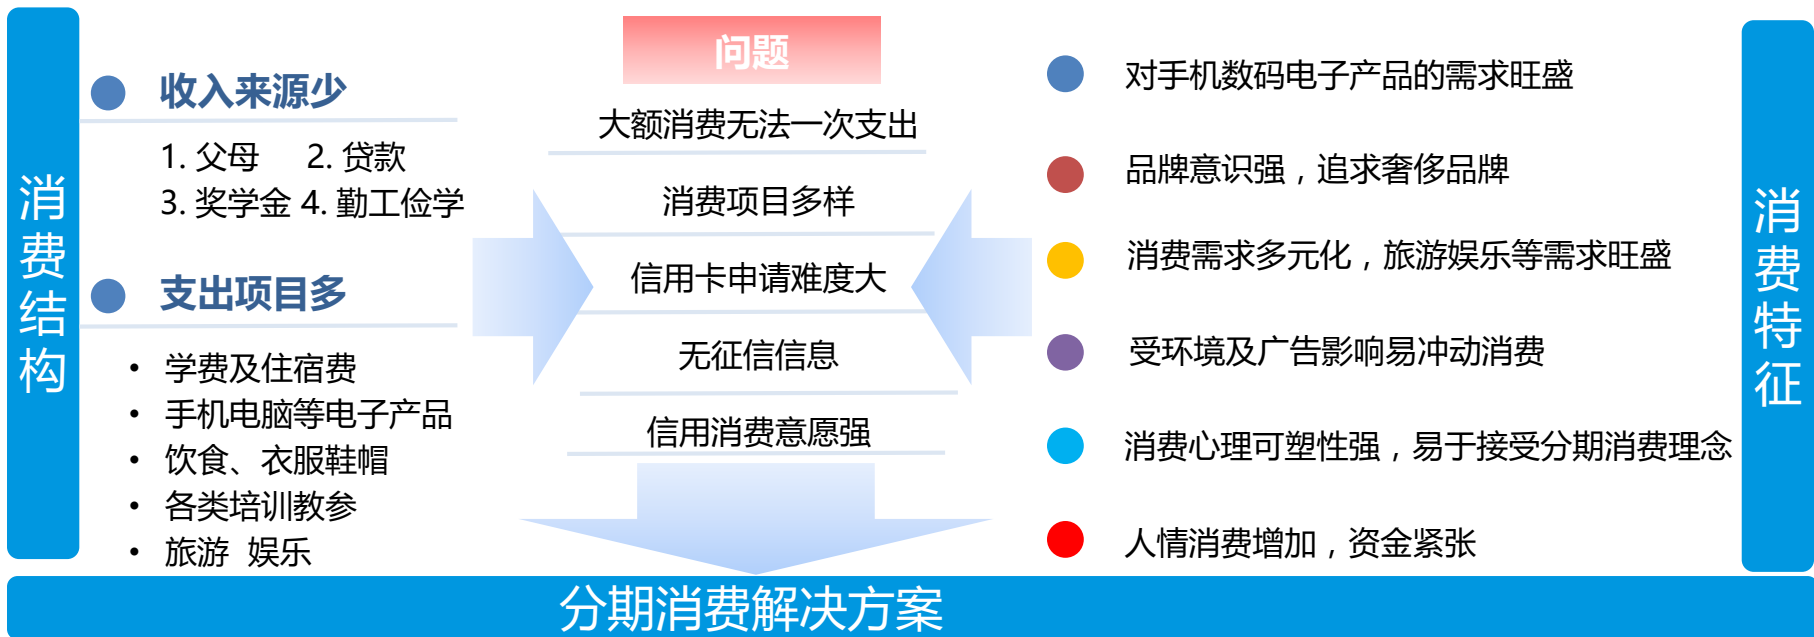 消费结构
收入来源少
1. 父母 2. 贷款
3. 奖学金 4. 勤工俭学
支出项目多
• 学费及住宿费
• 手机电脑等电子产品
• 饮食、衣服鞋帽
• 各类培训教参
• 旅游 娱乐
问题
大额消费无法一次支出
消费项目多样
信用卡申请难度大
无征信信息
信用消费意愿强
对手机数码电子产品的需求旺盛
品牌意识强，追求奢侈品牌
消费需求多元化，旅游娱乐等需求旺盛
受环境及广告影响易冲动消费
消费心理可塑性强，易于接受分期消费理念
人情消费增加，资金紧张
消费特征
分期消费解决方案